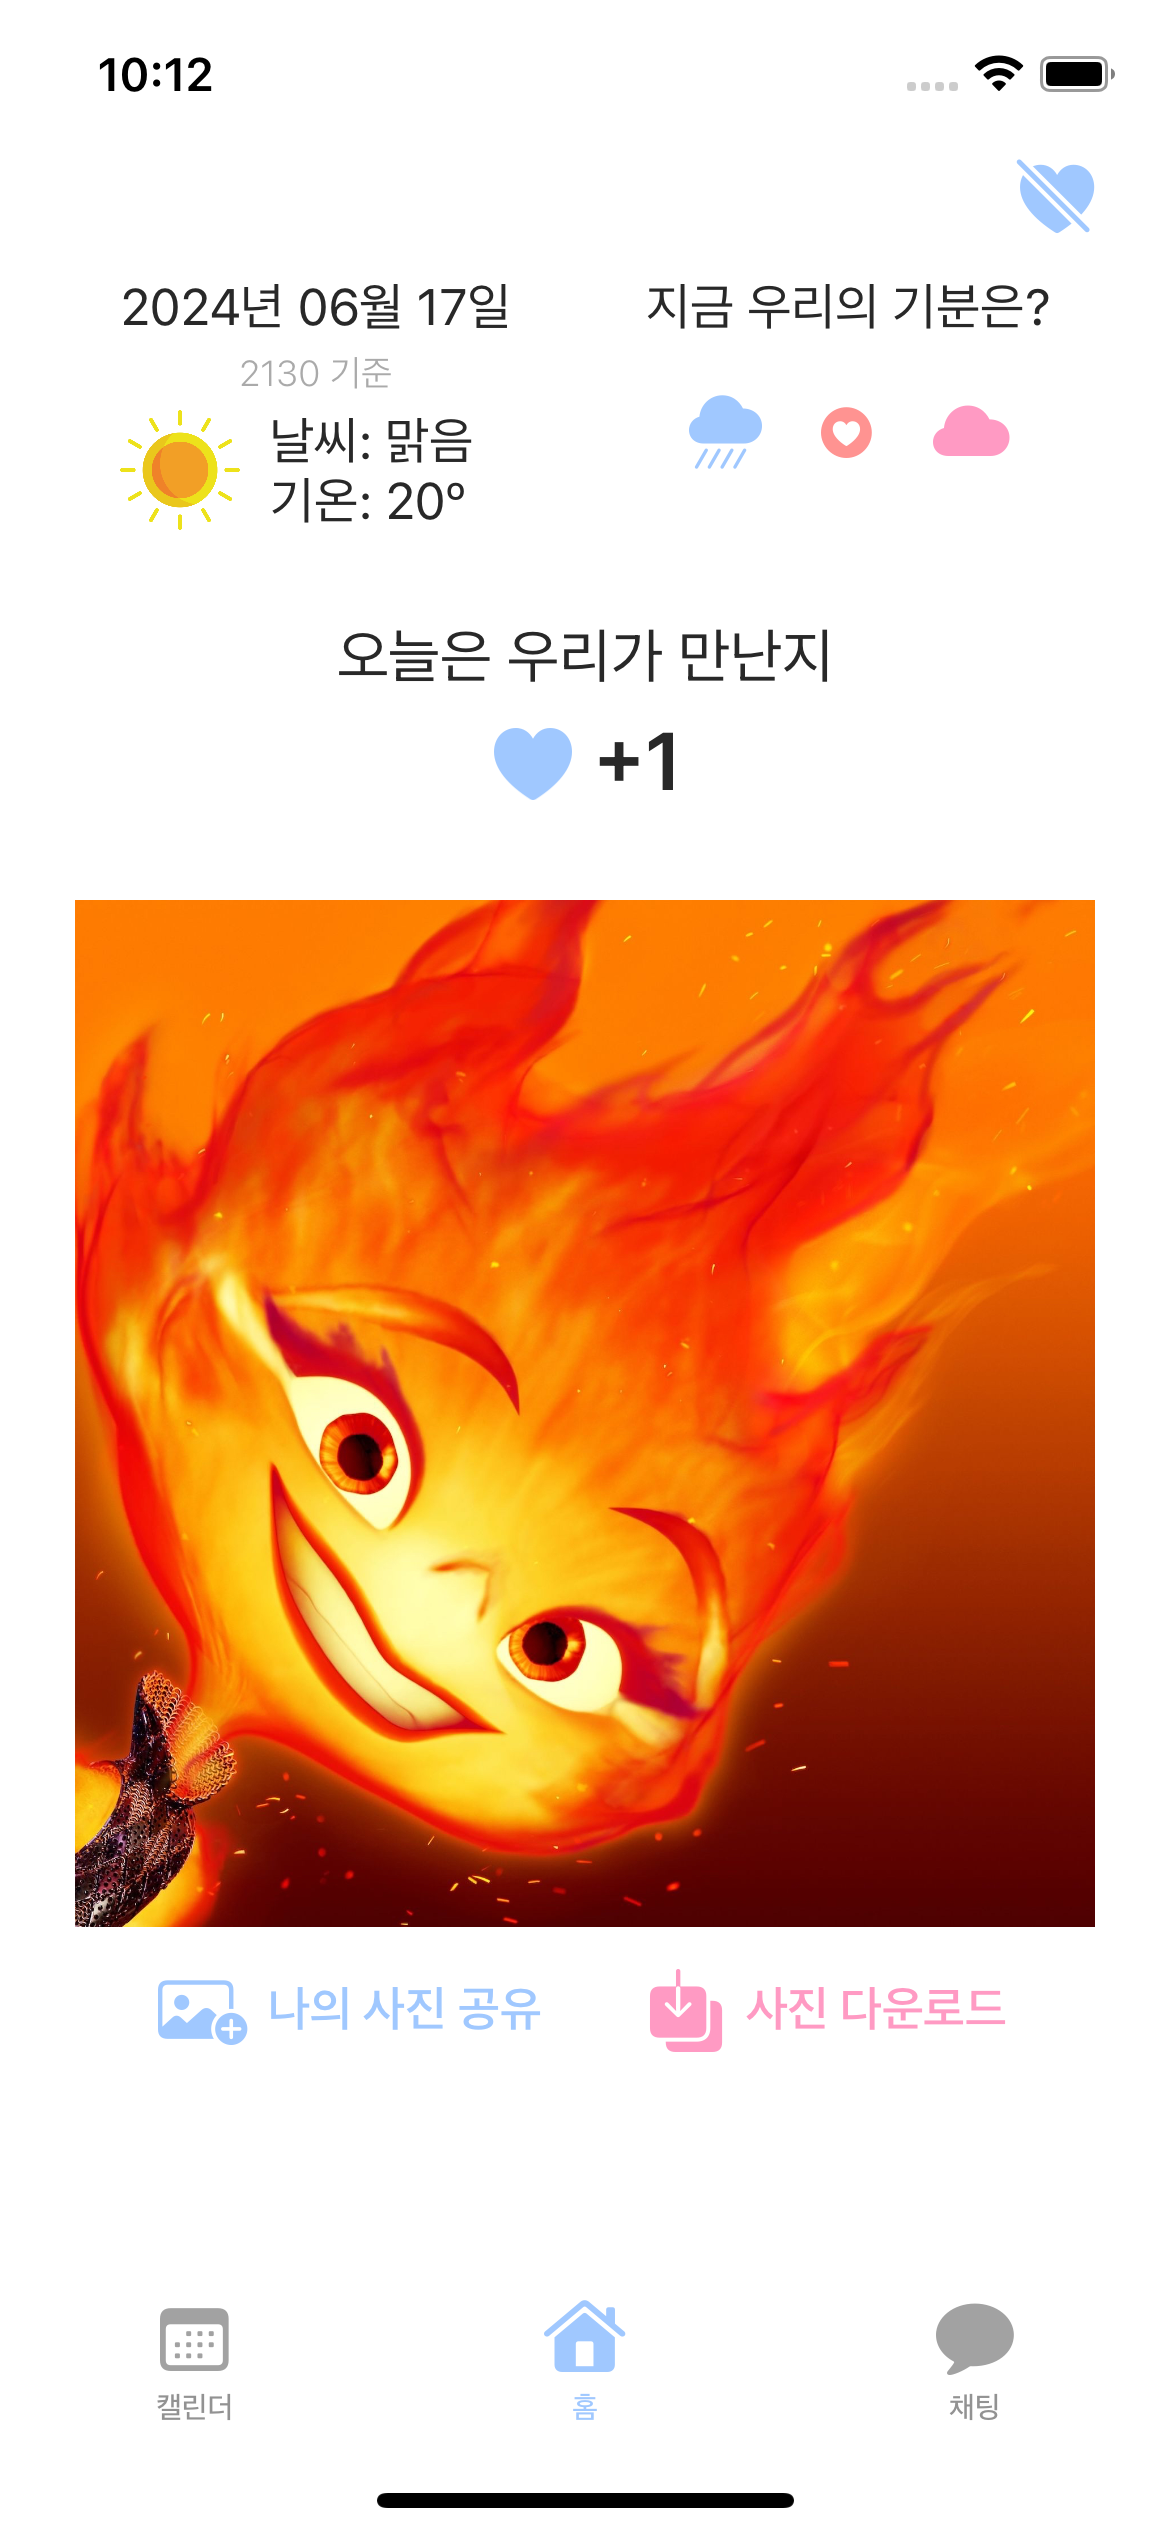 10:12
2024년 06월 17일
2130 기준
날씨: 맑음
기온: 20º
지금 우리의 기분은?
오늘은 우리가 만난지
+1
나의 사진 공유
사진 다운로드
캘린더
홈
채팅